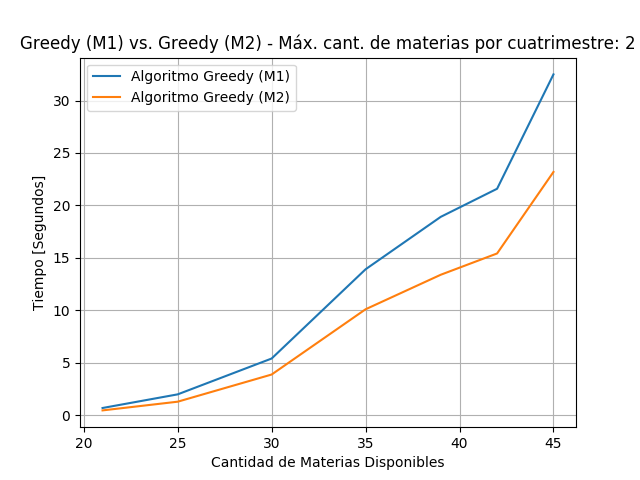 Greedy (M1) vs. Greedy (M2) - Máx. cant. de materias por cuatrimestre: 2
Algoritmo Greedy (M1)
Algoritmo Greedy (M2)
Tiempo [Segundos]
30
25
20
15
10
5
0
20 25 30 35 40 45
Cantidad de Materias Disponibles